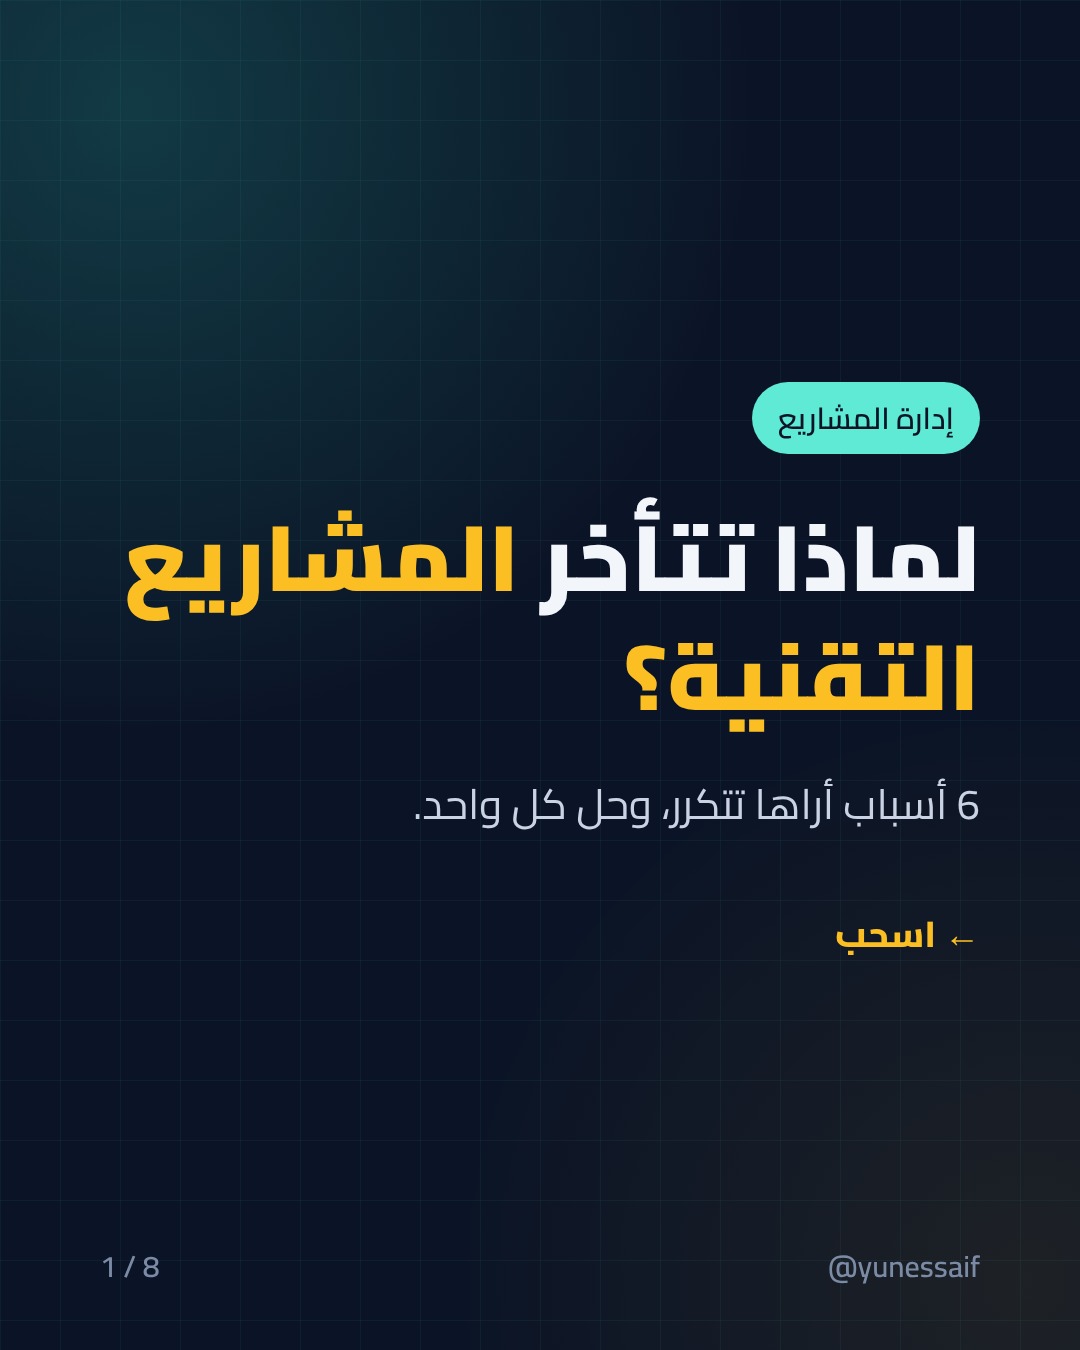 إدارة المشاريع
لماذا تتأخر المشاريع
التقنية؟
6 أسباب أراها تتكرر، وحل كل واحد.
← اسحب
@yunessaif
1 / 8